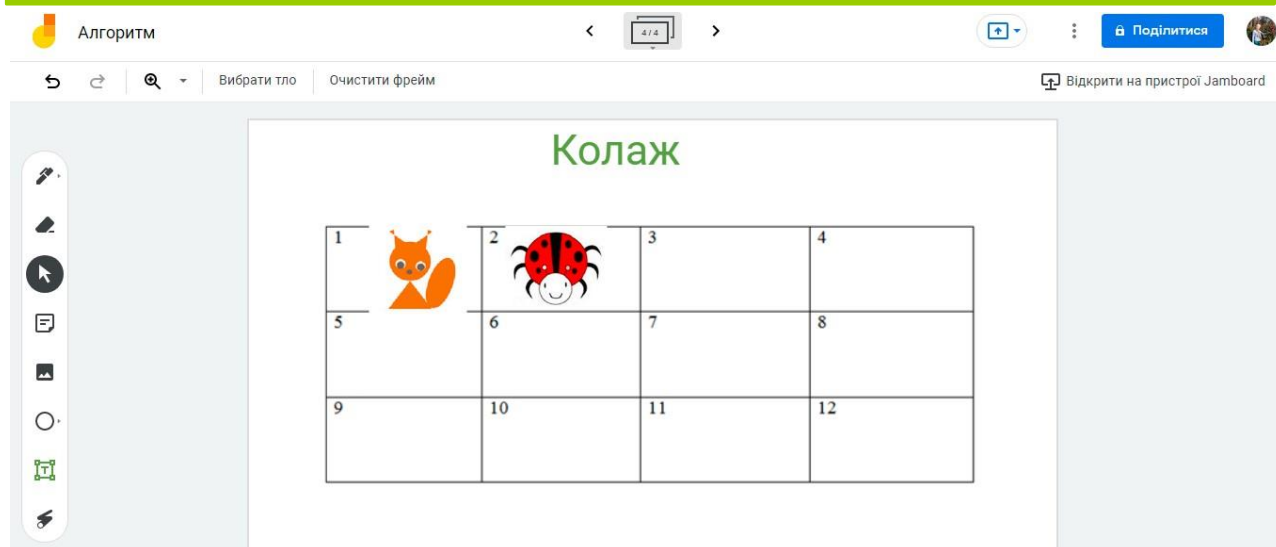 Алгоритм
4 / 4
Поділитися
Вибрати тло
Очистити фрейм
Відкрити на пристрої Jamboard
Колаж
1 2 3 4
5 6 7 8
9 10 11 12
T